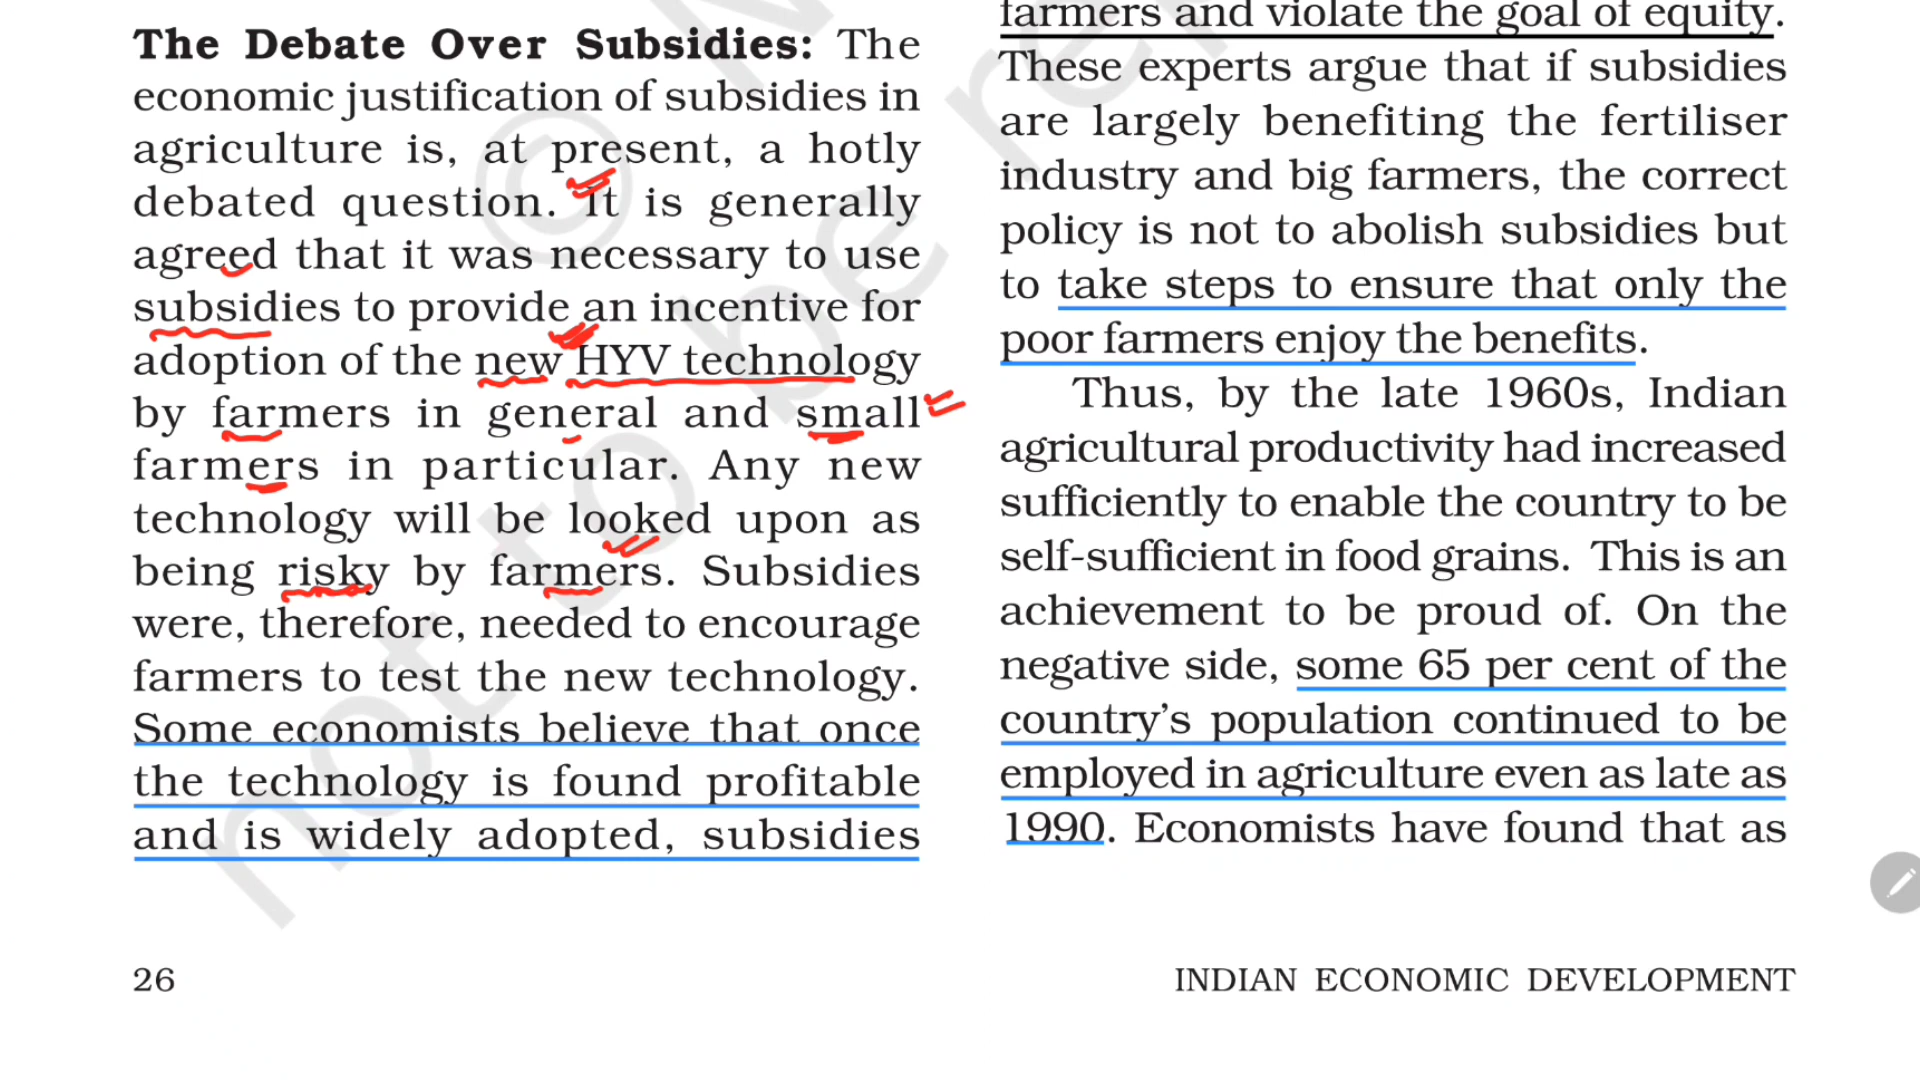 The Debate Over Subsidies: The
economic justification of subsidies in
agriculture is, at present, a hotly
debated question. It is generally
agreed that it was necessary to use
subsidies to provide an incentive for
adoption of the new HYV technology
by farmers in general and small
farmers in particular. Any new
technology will be looked upon as
being risky by farmers. Subsidies
were, therefore, needed to encourage
farmers to test the new technology.
Some economists believe that once
the technology is found profitable
and is widely adopted, subsidies
farmers and violate the goal of equity.
These experts argue that if subsidies
are largely benefiting the fertiliser
industry and big farmers, the correct
policy is not to abolish subsidies but
to take steps to ensure that only the
poor farmers enjoy the benefits.
Thus, by the late 1960s, Indian
agricultural productivity had increased
sufficiently to enable the country to be
self-sufficient in food grains. This is an
achievement to be proud of. On the
negative side, some 65 per cent of the
country's population continued to be
employed in agriculture even as late as
1990. Economists have found that as
26
INDIAN ECONOMIC DEVELOPMENT
not to be re